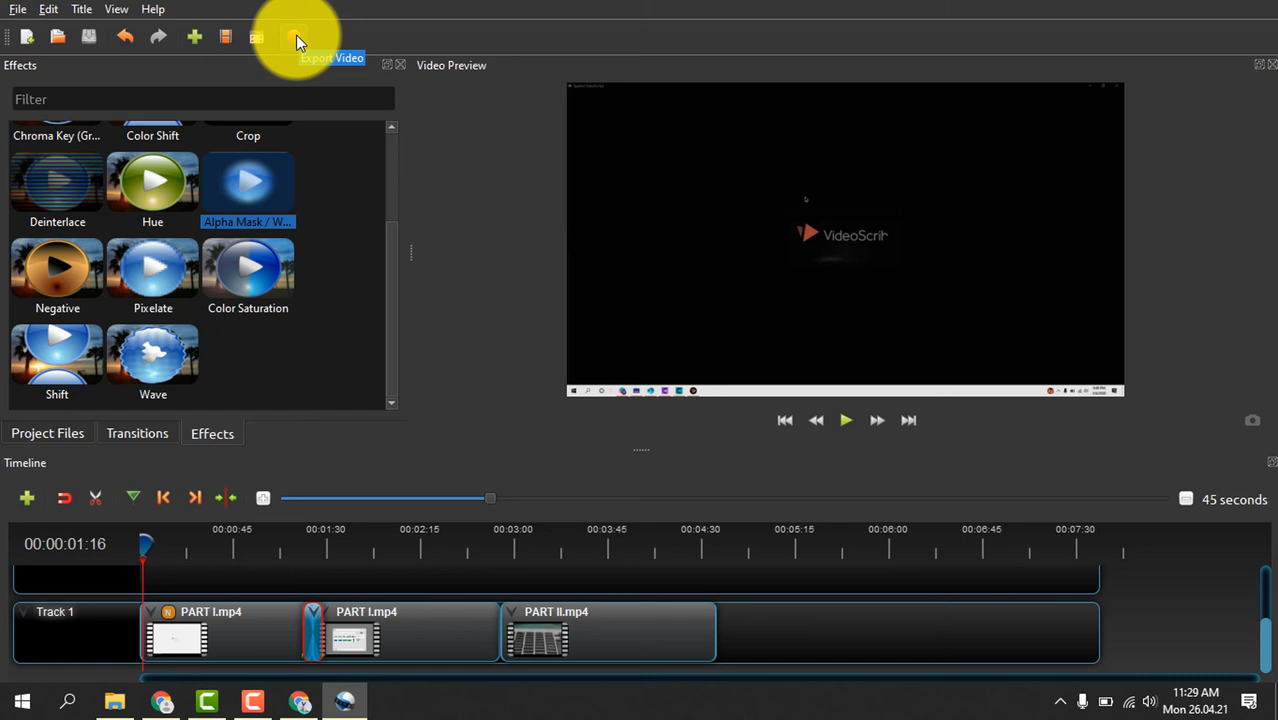 File Edit Title View Help
Export Video
Effects
Video Preview
Filter
Chroma Key (Gr... Color Shift Crop
Deinterlace Hue Alpha Mask / W...
Negative Pixelate Color Saturation
Shift Wave
VideoScrib
Project Files Transitions Effects
Timeline
45 seconds
00:00:01:16
00:00:45 00:01:30 00:02:15 00:03:00 00:03:45 00:04:30 00:05:15 00:06:00 00:06:45 00:07:30
Track 1
N PART I.mp4
PART I.mp4
PART II.mp4
11:29 AM
Mon 26.04.21